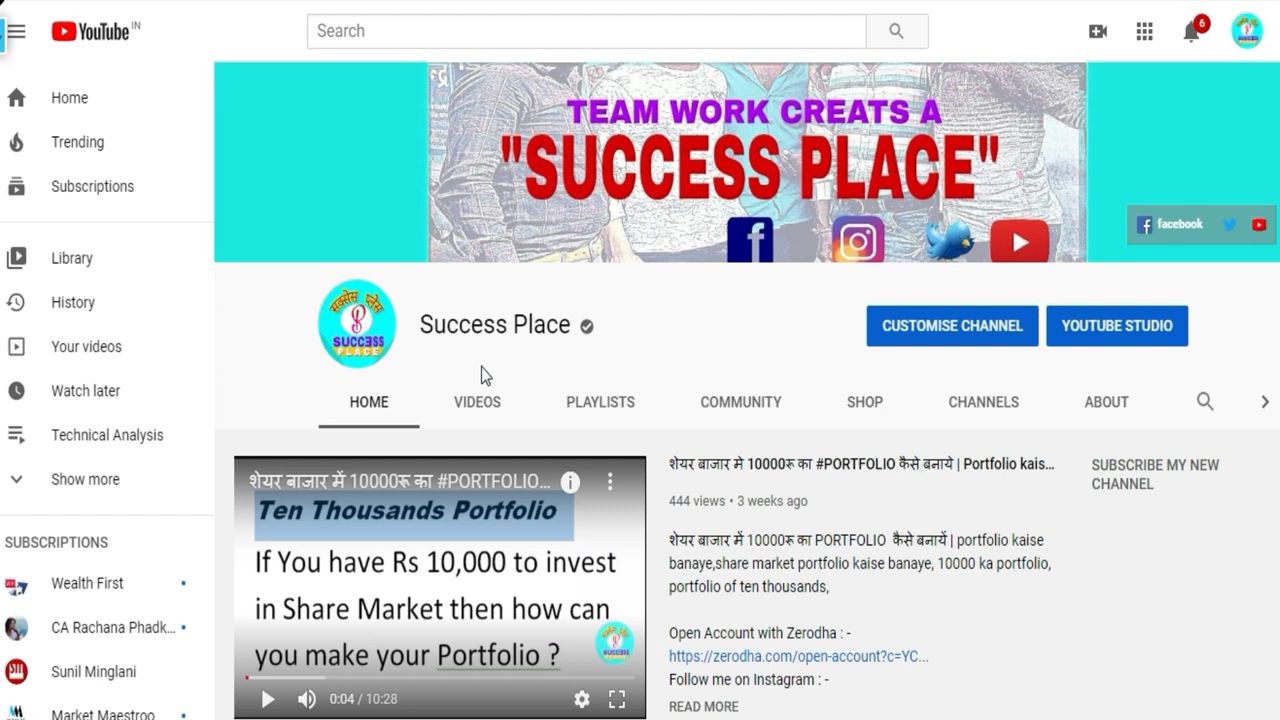 YouTube IN
Search
6
Home
Trending
Subscriptions
Library
History
Your videos
Watch later
Technical Analysis
Show more
SUBSCRIPTIONS
Wealth First
CA Rachana Phadk...
Sunil Minglani
Market Maestroo
TEAM WORK CREATS A
"SUCCESS PLACE"
facebook
सक्सेस प्लेस
SUCCESS
PLACE
Success Place
CUSTOMISE CHANNEL
YOUTUBE STUDIO
HOME
VIDEOS
PLAYLISTS
COMMUNITY
SHOP
CHANNELS
ABOUT
शेयर बाजार में 10000रू का #PORTFOLIO...
Ten Thousands Portfolio
If You have Rs 10,000 to invest
in Share Market then how can
you make your Portfolio ?
SUCCESS
0:04 / 10:28
शेयर बाजार मे 10000रू का #PORTFOLIO कैसे बनाये | Portfolio kais...
444 views • 3 weeks ago
शेयर बाजार में 10000रू का PORTFOLIO कैसे बनायें | portfolio kaise
banaye,share market portfolio kaise banaye, 10000 ka portfolio,
portfolio of ten thousands,
Open Account with Zerodha : -
https://zerodha.com/open-account?c=YC...
Follow me on Instagram : -
READ MORE
SUBSCRIBE MY NEW
CHANNEL